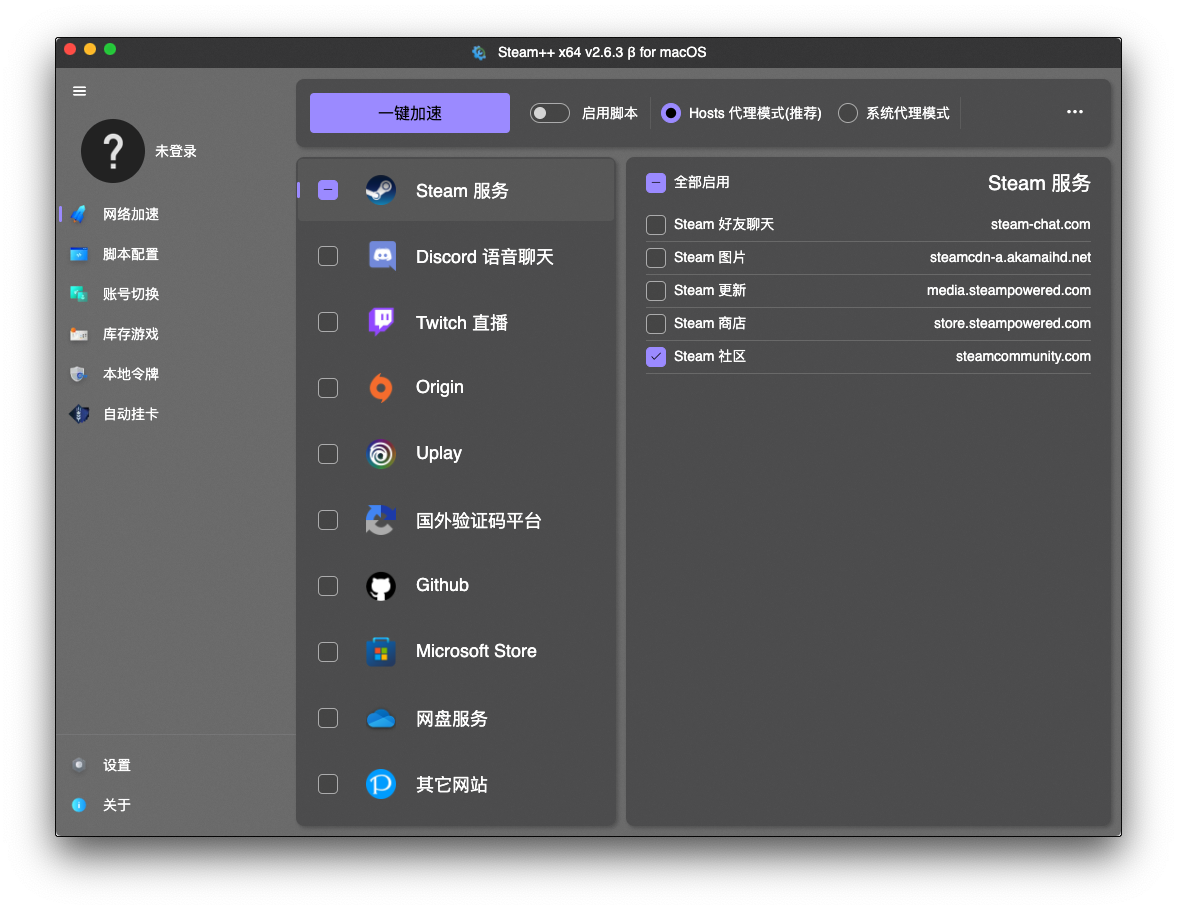 Steam++ x64 v2.6.3 β for macOS
?
未登录
网络加速
脚本配置
账号切换
库存游戏
本地令牌
自动挂卡
设置
关于
一键加速
启用脚本
Hosts 代理模式(推荐)
系统代理模式
...
Steam 服务
Discord 语音聊天
Twitch 直播
Origin
Uplay
国外验证码平台
Github
Microsoft Store
网盘服务
其它网站
全部启用 Steam 服务
Steam 好友聊天 steam-chat.com
Steam 图片 steamcdn-a.akamaihd.net
Steam 更新 media.steampowered.com
Steam 商店 store.steampowered.com
Steam 社区 steamcommunity.com